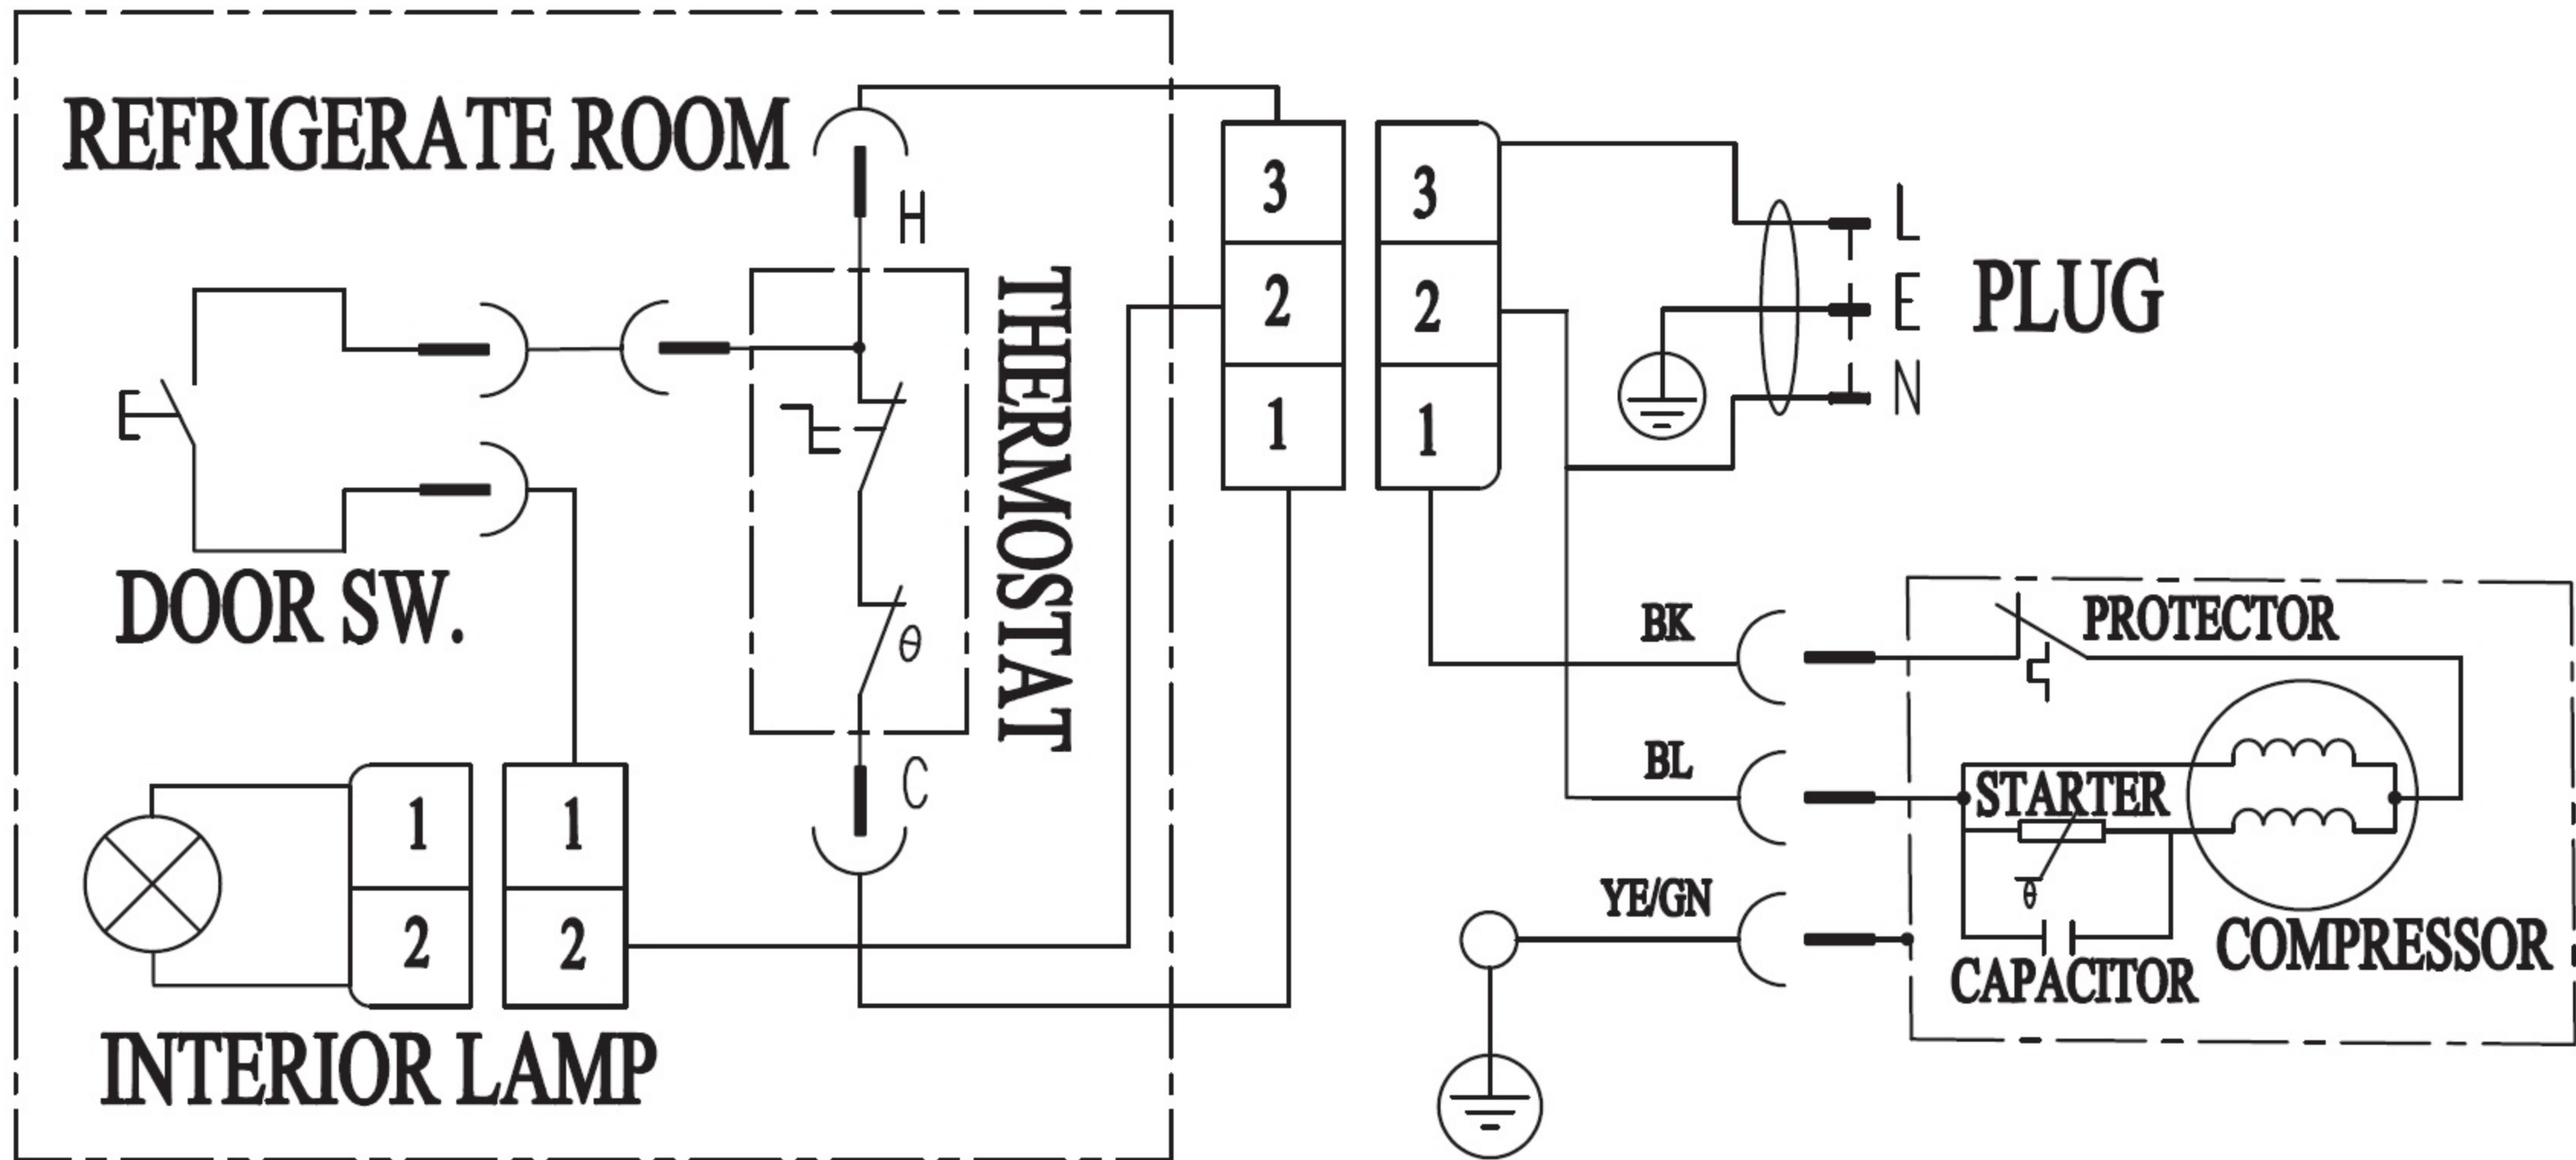 REFRIGERATE ROOM
H
THERMOSTAT
θ
C
DOOR SW.
1
2
1
2
INTERIOR LAMP
3
2
1
3
2
1
L
E
N
PLUG
BK
BL
YE/GN
PROTECTOR
STARTER
θ
CAPACITOR
COMPRESSOR